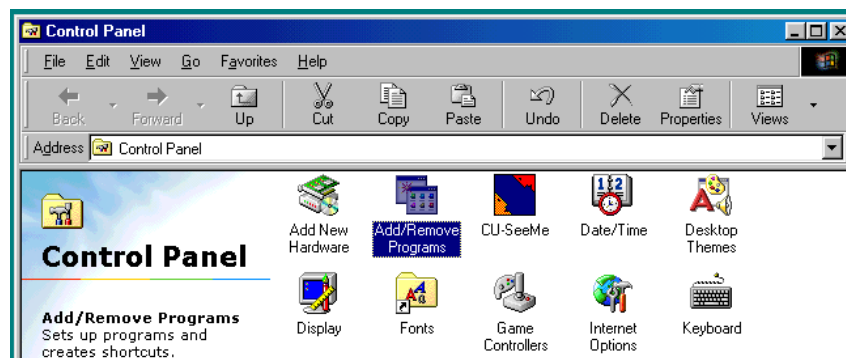 Control Panel
File Edit View Go Favorites Help
Back Forward Up Cut Copy Paste Undo Delete Properties Views
Address Control Panel
Control Panel
Add/Remove Programs
Sets up programs and
creates shortcuts.
Add New
Hardware
Add/Remove
Programs
CU-SeeMe
12
Date/Time
Desktop
Themes
Display
Fonts
Game
Controllers
Internet
Options
Keyboard